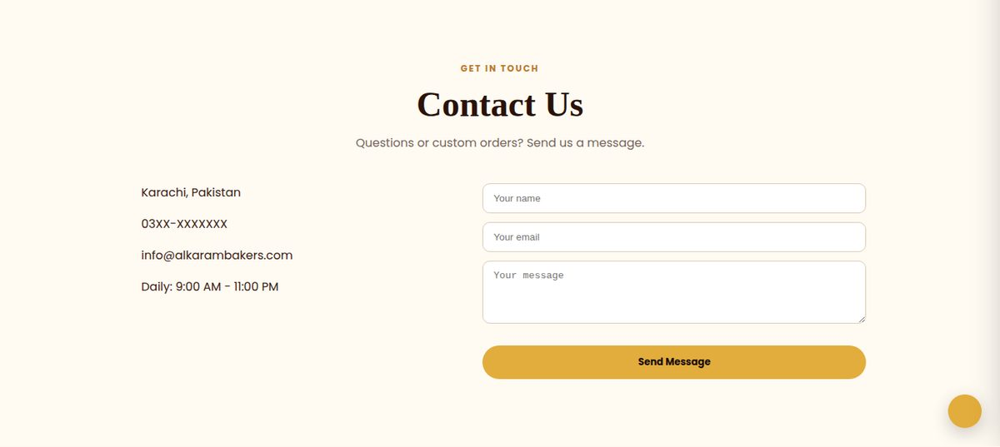 GET IN TOUCH
Contact Us
Questions or custom orders? Send us a message.
Karachi, Pakistan
03XX-XXXXXXX
info@alkarambakers.com
Daily: 9:00 AM - 11:00 PM
Your name
Your email
Your message
Send Message